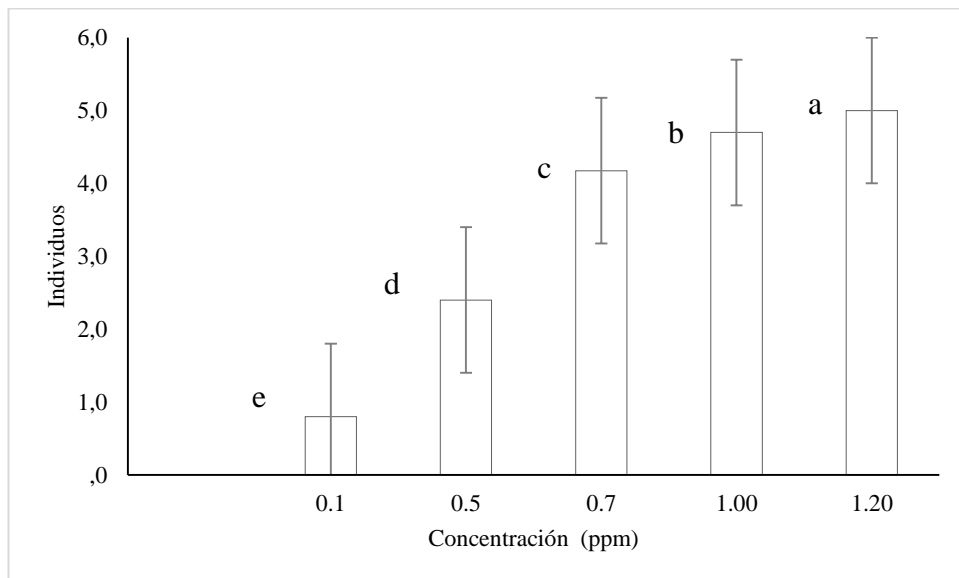 6,0
5,0
4,0
3,0
2,0
1,0
,0
Individuos
e
d
c
b
a
0.1 0.5 0.7 1.00 1.20
Concentración (ppm)